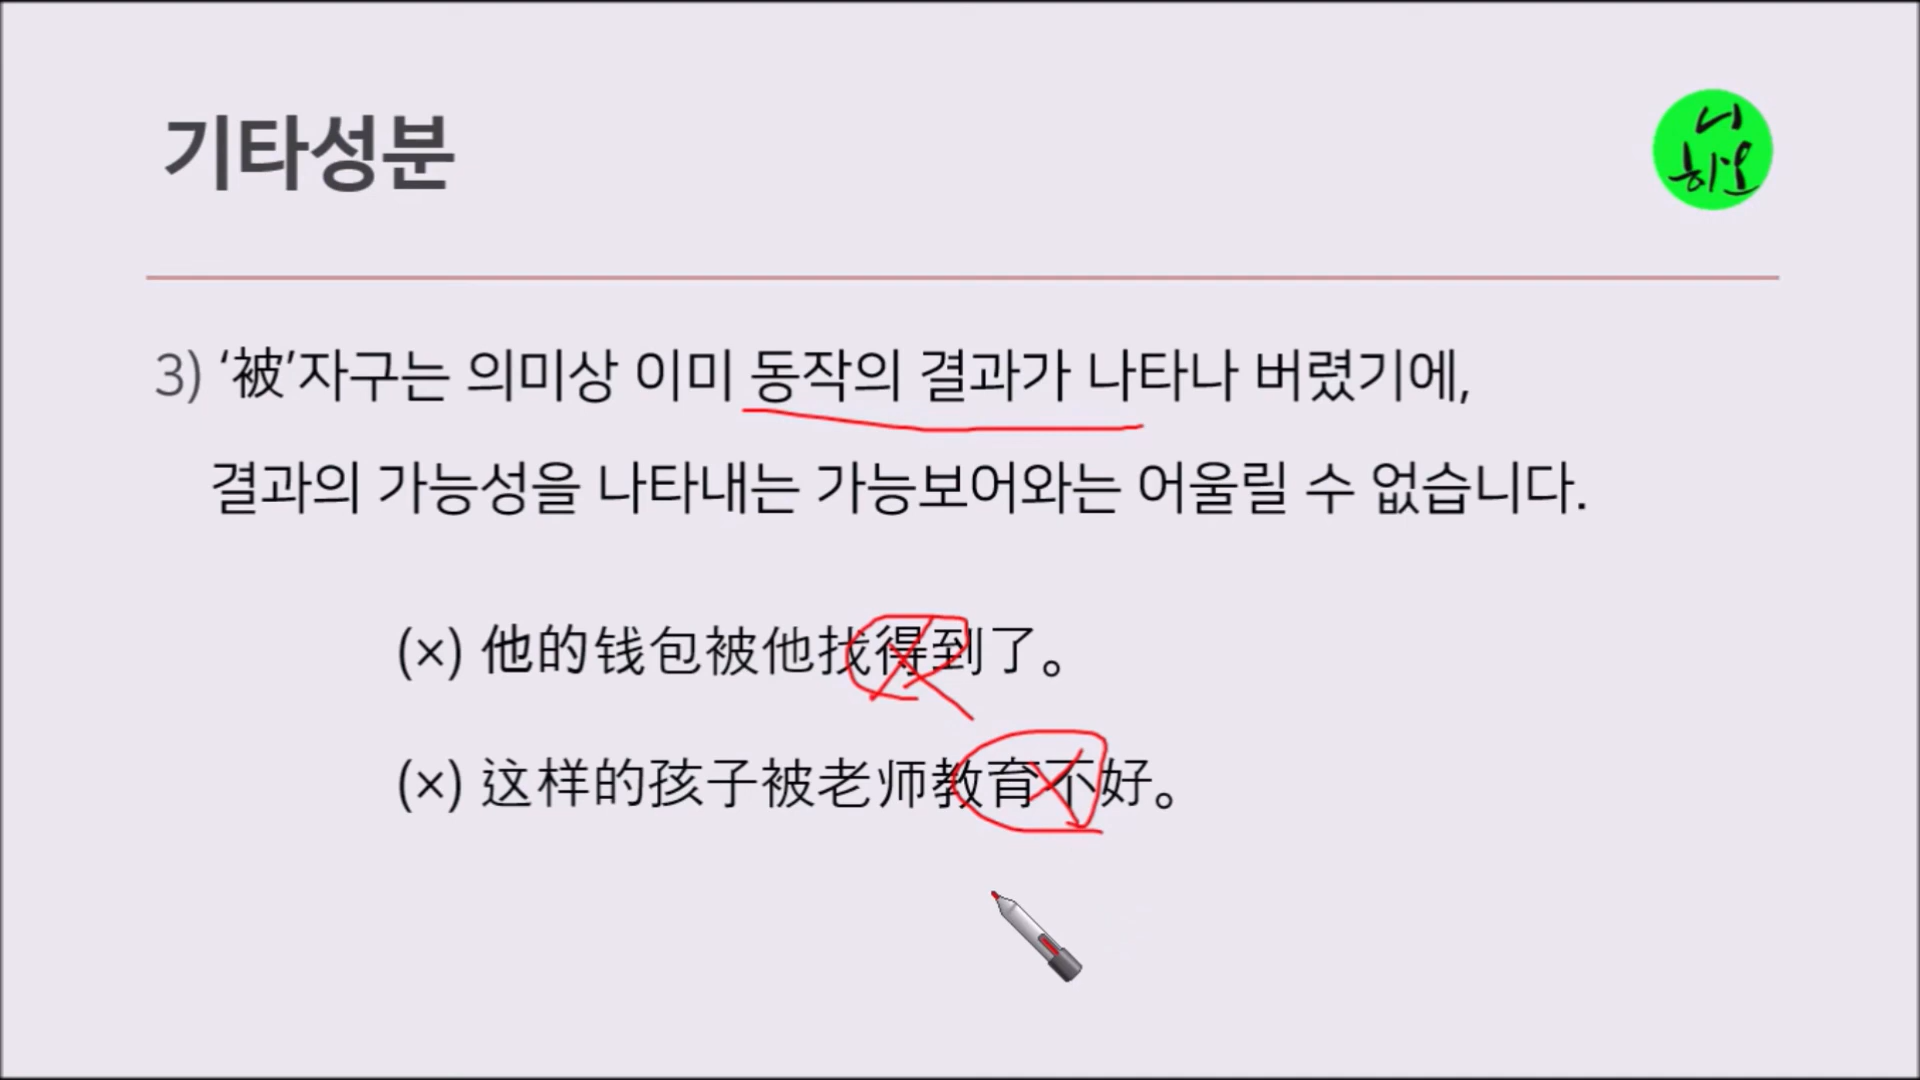 기타성분
니
하오
3) ‘被’자구는 의미상 이미 동작의 결과가 나타나 버렸기에,
결과의 가능성을 나타내는 가능보어와는 어울릴 수 없습니다.
(×) 他的钱包被他找得到了。
(×) 这样的孩子被老师教育不好。